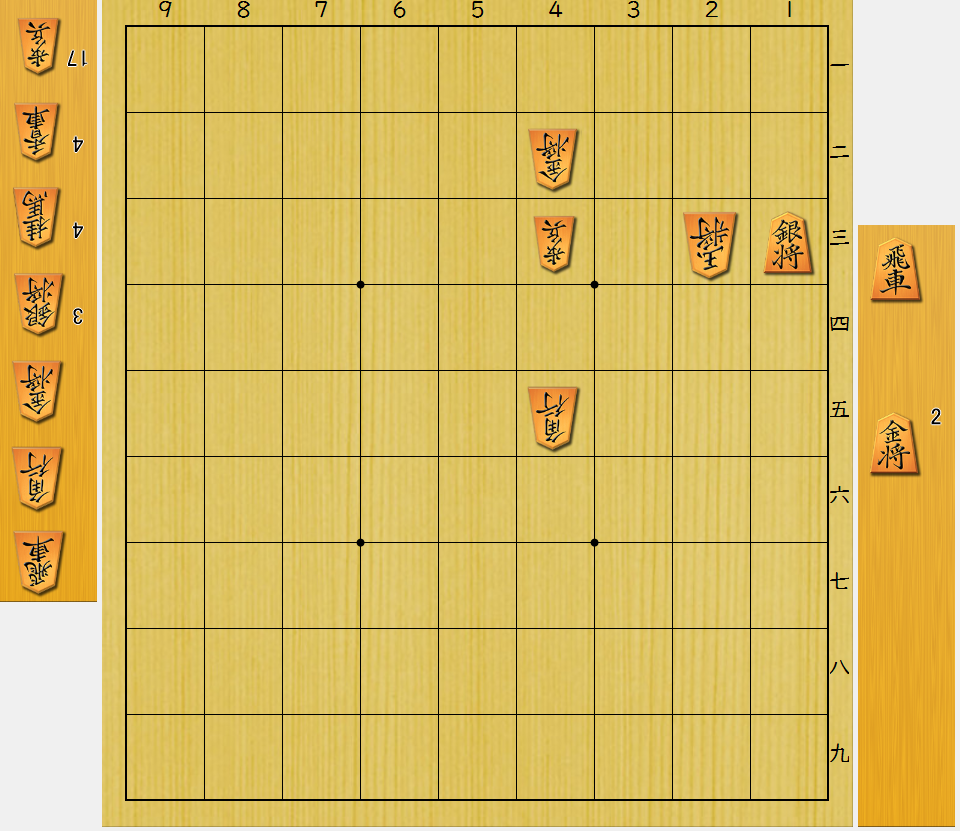 9 8 7 6 5 4 3 2 1
一
二
三
四
五
六
七
八
九
歩兵 17
香車 4
桂馬 4
銀将 3
金将
角行
飛車
金将
歩兵 玉将 銀将
角行
飛車
金将 2